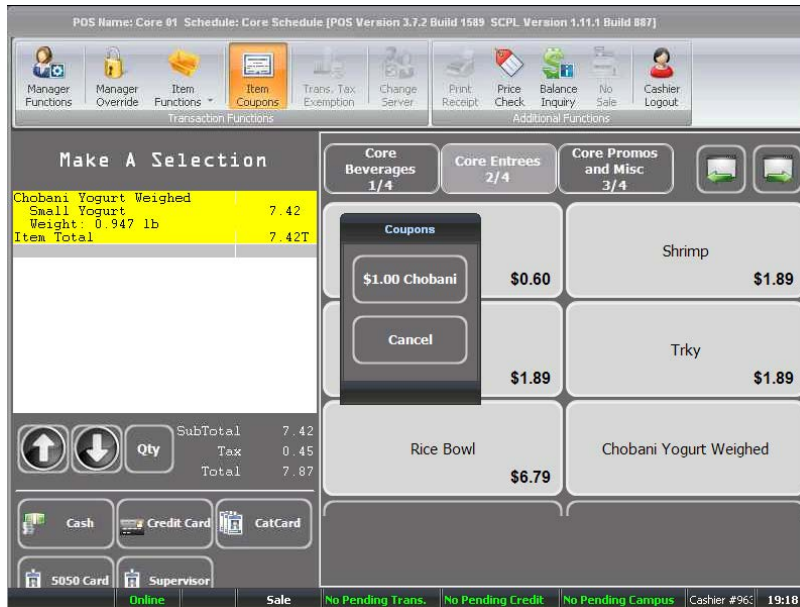 POS Name: Core 01 Schedule: Core Schedule [POS Version 3.7.2 Build 1589 SCPL Version 1.11.1 Build 887]
Manager Functions
Manager Override
Item Functions
Item Coupons
Trans. Tax Exemption
Change Server
Print Receipt
Price Check
Balance Inquiry
No Sale
Cashier Logout
Transaction Functions
Additional Functions
Make A Selection
Chobani Yogurt Weighed
Small Yogurt 7.42
Weight: 0.947 lb
Item Total 7.42T
SubTotal 7.42
Tax 0.45
Total 7.87
Qty
Cash
Credit Card
CatCard
5050 Card
Supervisor
Core Beverages 1/4
Core Entrees 2/4
Core Promos and Misc 3/4
Coupons
$1.00 Chobani
Cancel
$0.60
Shrimp
$1.89
$1.89
Trky
$1.89
Rice Bowl
$6.79
Chobani Yogurt Weighed
Online
Sale
No Pending Trans.
No Pending Credit
No Pending Campus
Cashier #963
19:18